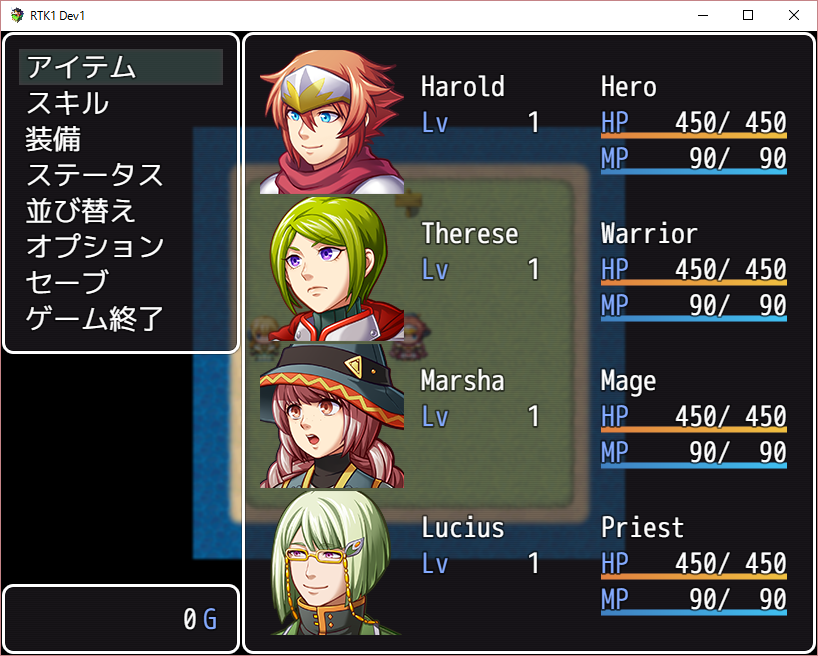 RTK1 Dev1
アイテム
スキル
装備
ステータス
並び替え
オプション
セーブ
ゲーム終了
0 G
Harold Hero
Lv 1 HP 450/ 450
MP 90/ 90
Therese Warrior
Lv 1 HP 450/ 450
MP 90/ 90
Marsha Mage
Lv 1 HP 450/ 450
MP 90/ 90
Lucius Priest
Lv 1 HP 450/ 450
MP 90/ 90